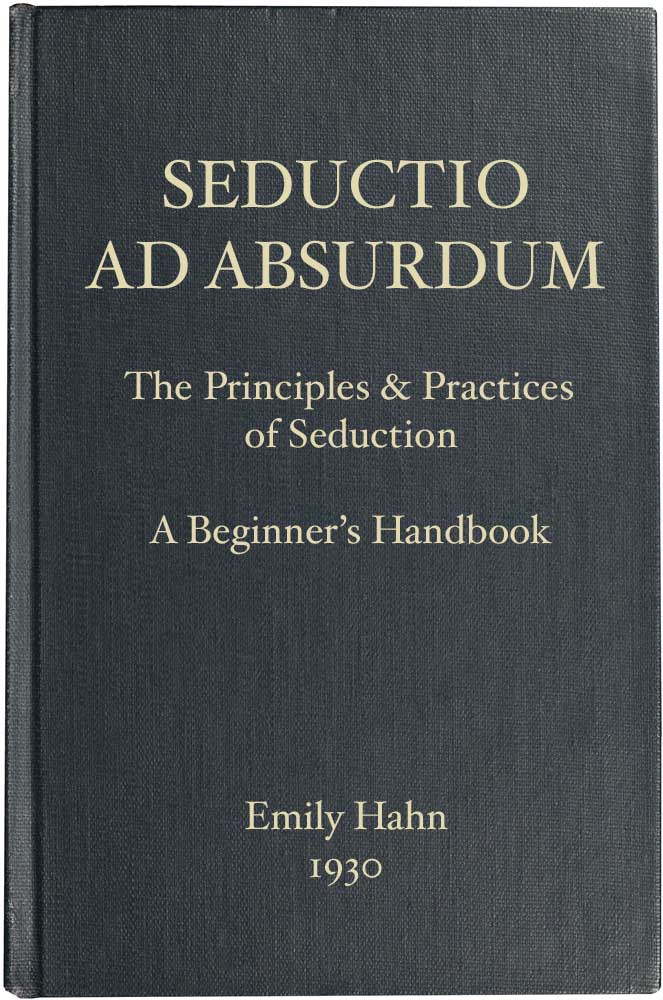 SEDUCTIO
AD ABSURDUM
The Principles & Practices
of Seduction
A Beginner’s Handbook
Emily Hahn
1930